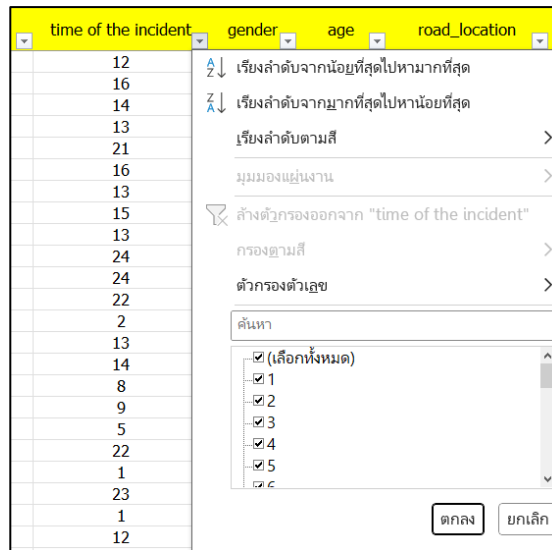 time of the incident gender age road_location
12
16
14
13
21
16
13
15
13
24
24
22
2
13
14
8
9
5
22
1
23
1
12
เรียงลำดับจากน้อยที่สุดไปหามากที่สุด
เรียงลำดับจากมากที่สุดไปหาน้อยที่สุด
เรียงลำดับตามสี
มุมมองแผ่นงาน
ล้างตัวกรองออกจาก "time of the incident"
กรองตามสี
ตัวกรองตัวเลข
ค้นหา
(เลือกทั้งหมด)
1
2
3
4
5
6
ตกลง ยกเลิก